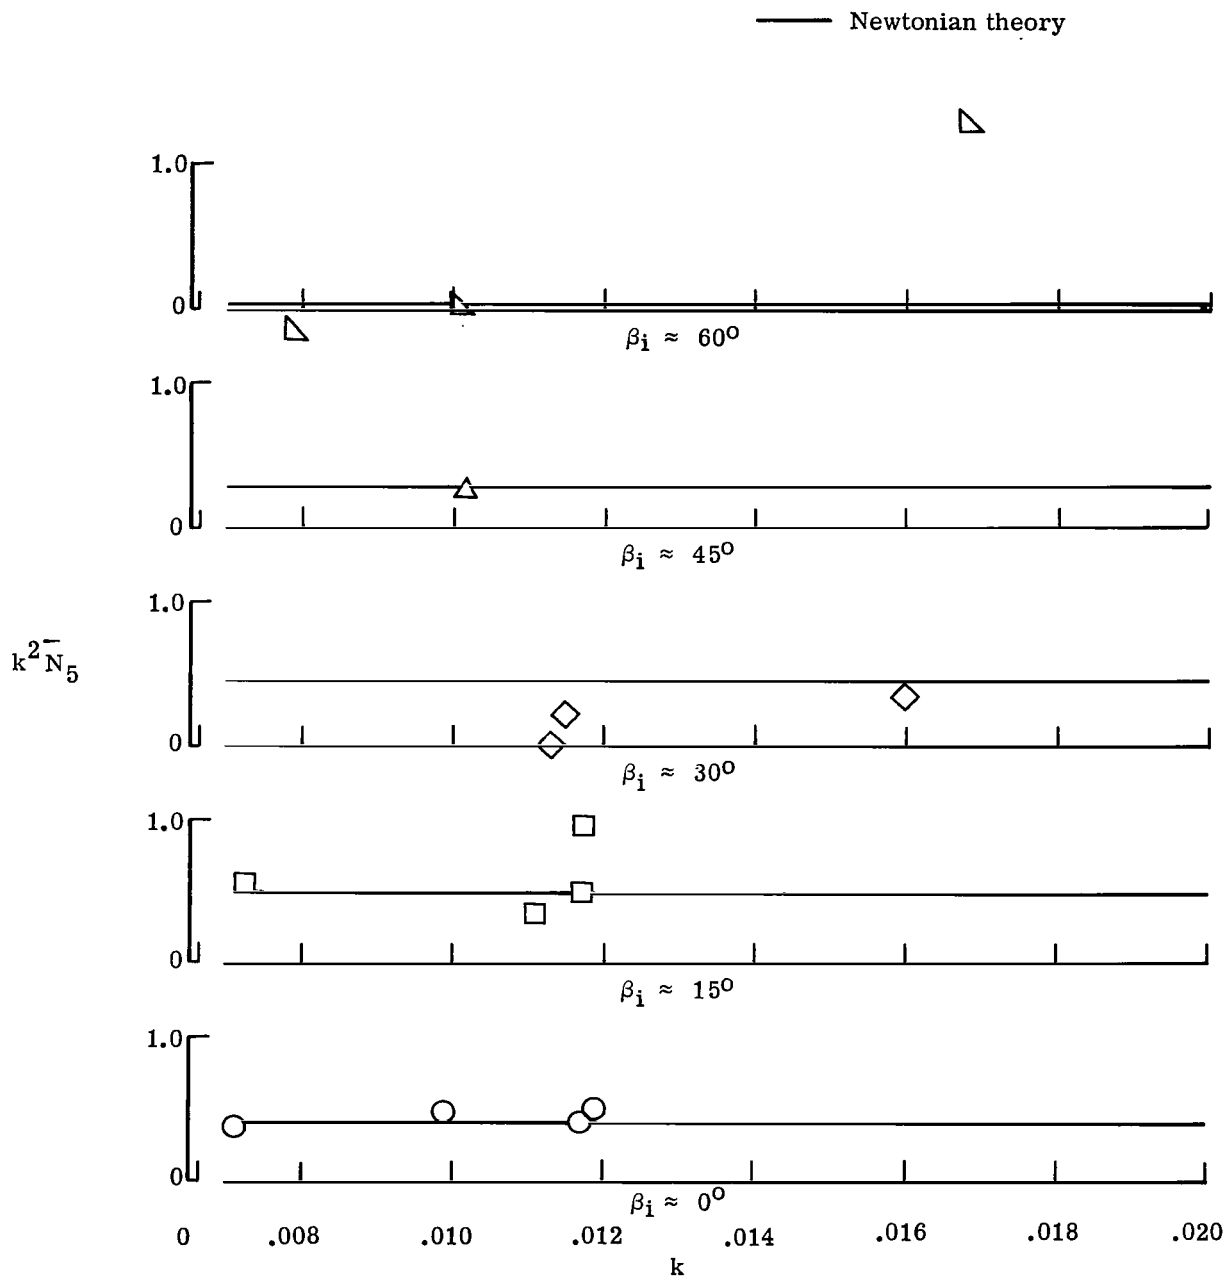 Newtonian theory
1.0
0
βi ≈ 60°
1.0
0
βi ≈ 45°
1.0
k²N̄5
0
βi ≈ 30°
1.0
0
βi ≈ 15°
1.0
0
βi ≈ 0°
0 .008 .010 .012 .014 .016 .018 .020
k